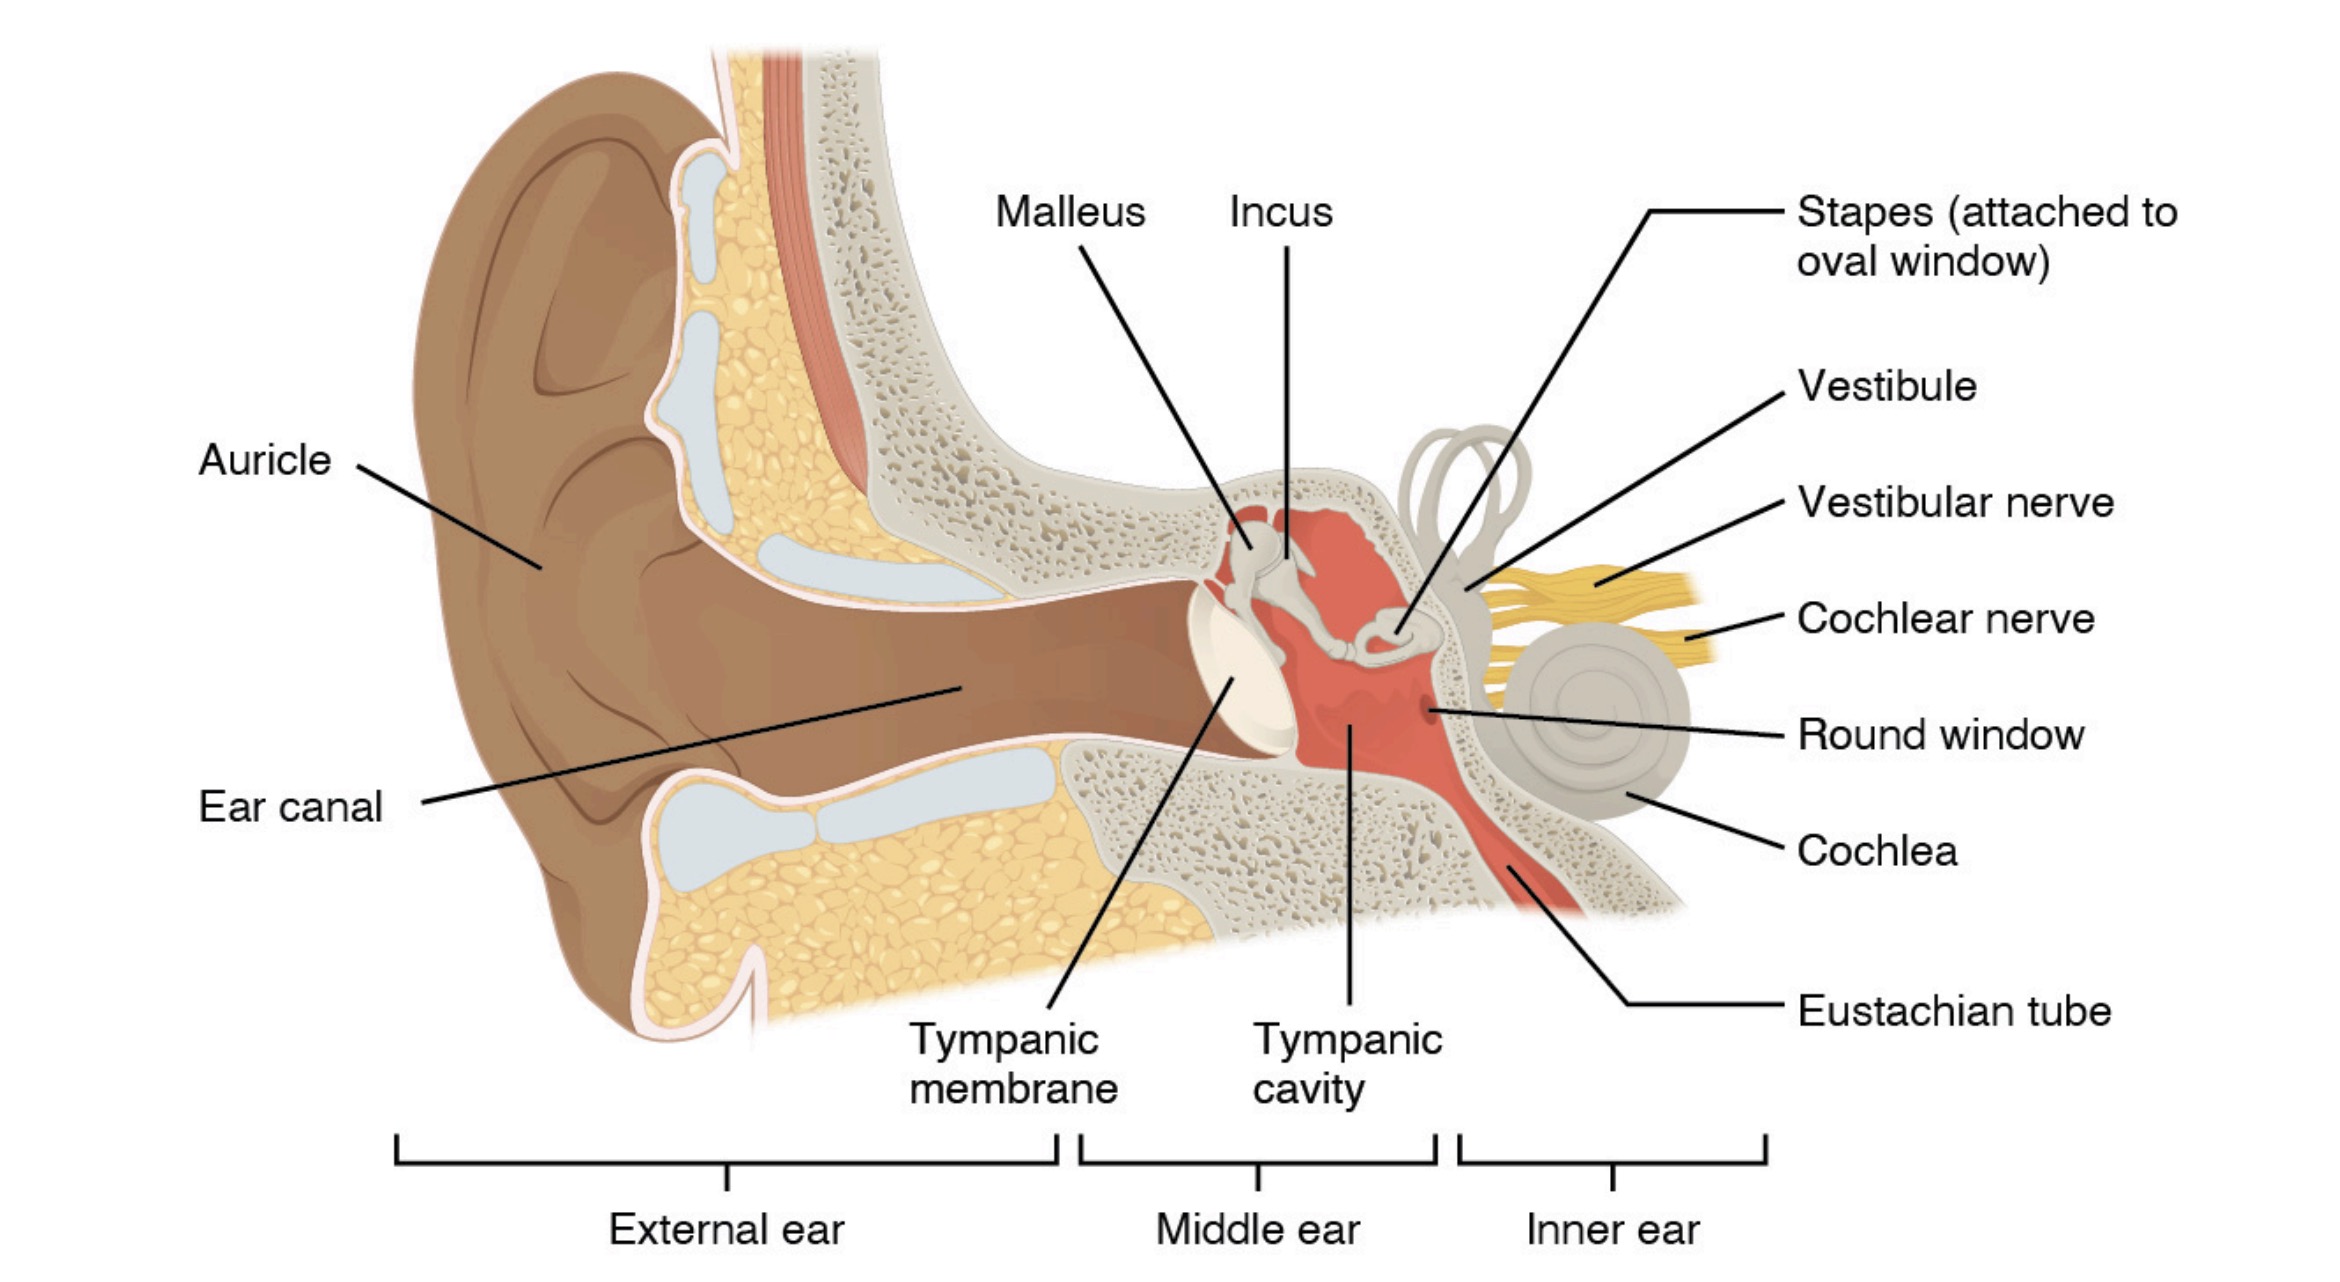 Malleus
Incus
Stapes (attached to
oval window)
Vestibule
Auricle
Vestibular nerve
Cochlear nerve
Round window
Ear canal
Cochlea
Eustachian tube
Tympanic
membrane
Tympanic
cavity
External ear
Middle ear
Inner ear